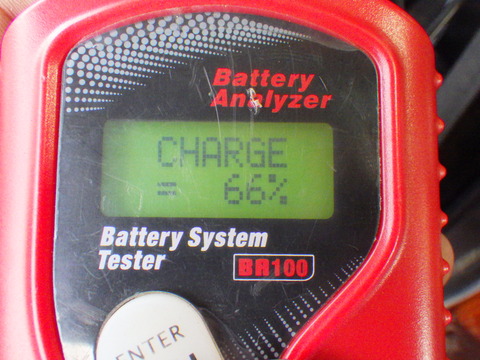 Battery
Analyzer
CHARGE
66%
Battery System
Tester
BR100
ENTER